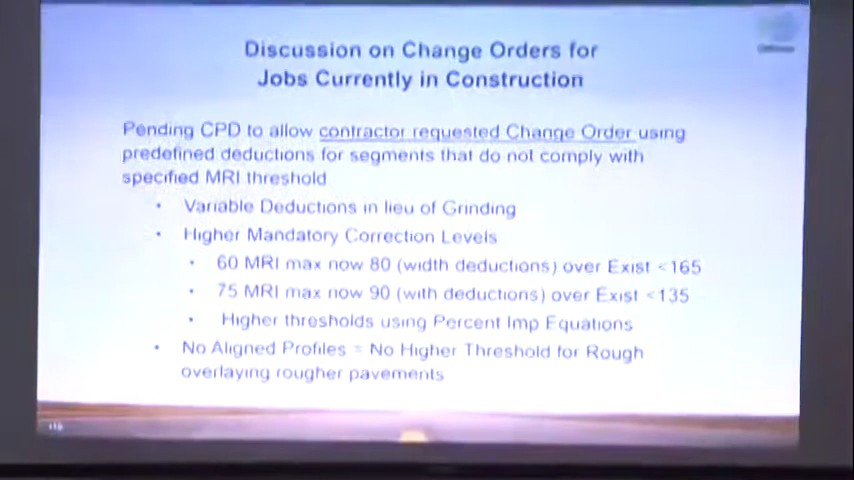 Discussion on Change Orders for
Jobs Currently in Construction
Pending CPD to allow contractor requested Change Order using
predefined deductions for segments that do not comply with
specified MRI threshold
• Variable Deductions in lieu of Grinding
• Higher Mandatory Correction Levels
• 60 MRI max now 80 (width deductions) over Exist <165
• 75 MRI max now 90 (with deductions) over Exist <135
• Higher thresholds using Percent Imp Equations
• No Aligned Profiles = No Higher Threshold for Rough
overlaying rougher pavements